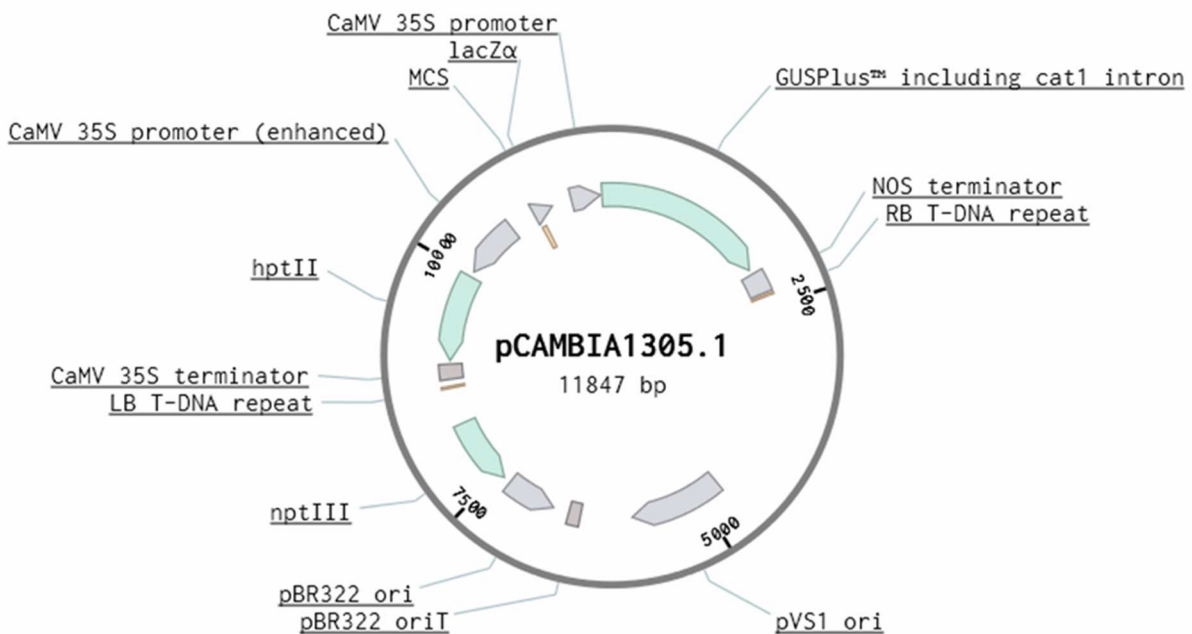 CaMV 35S promoter
lacZα
MCS
GUSPlus™ including cat1 intron
CaMV 35S promoter (enhanced)
NOS terminator
RB T-DNA repeat
10000
hptII
2500
pCAMBIA1305.1
11847 bp
CaMV 35S terminator
LB T-DNA repeat
nptIII
7500
5000
pBR322 ori
pBR322 oriT
pVS1 ori